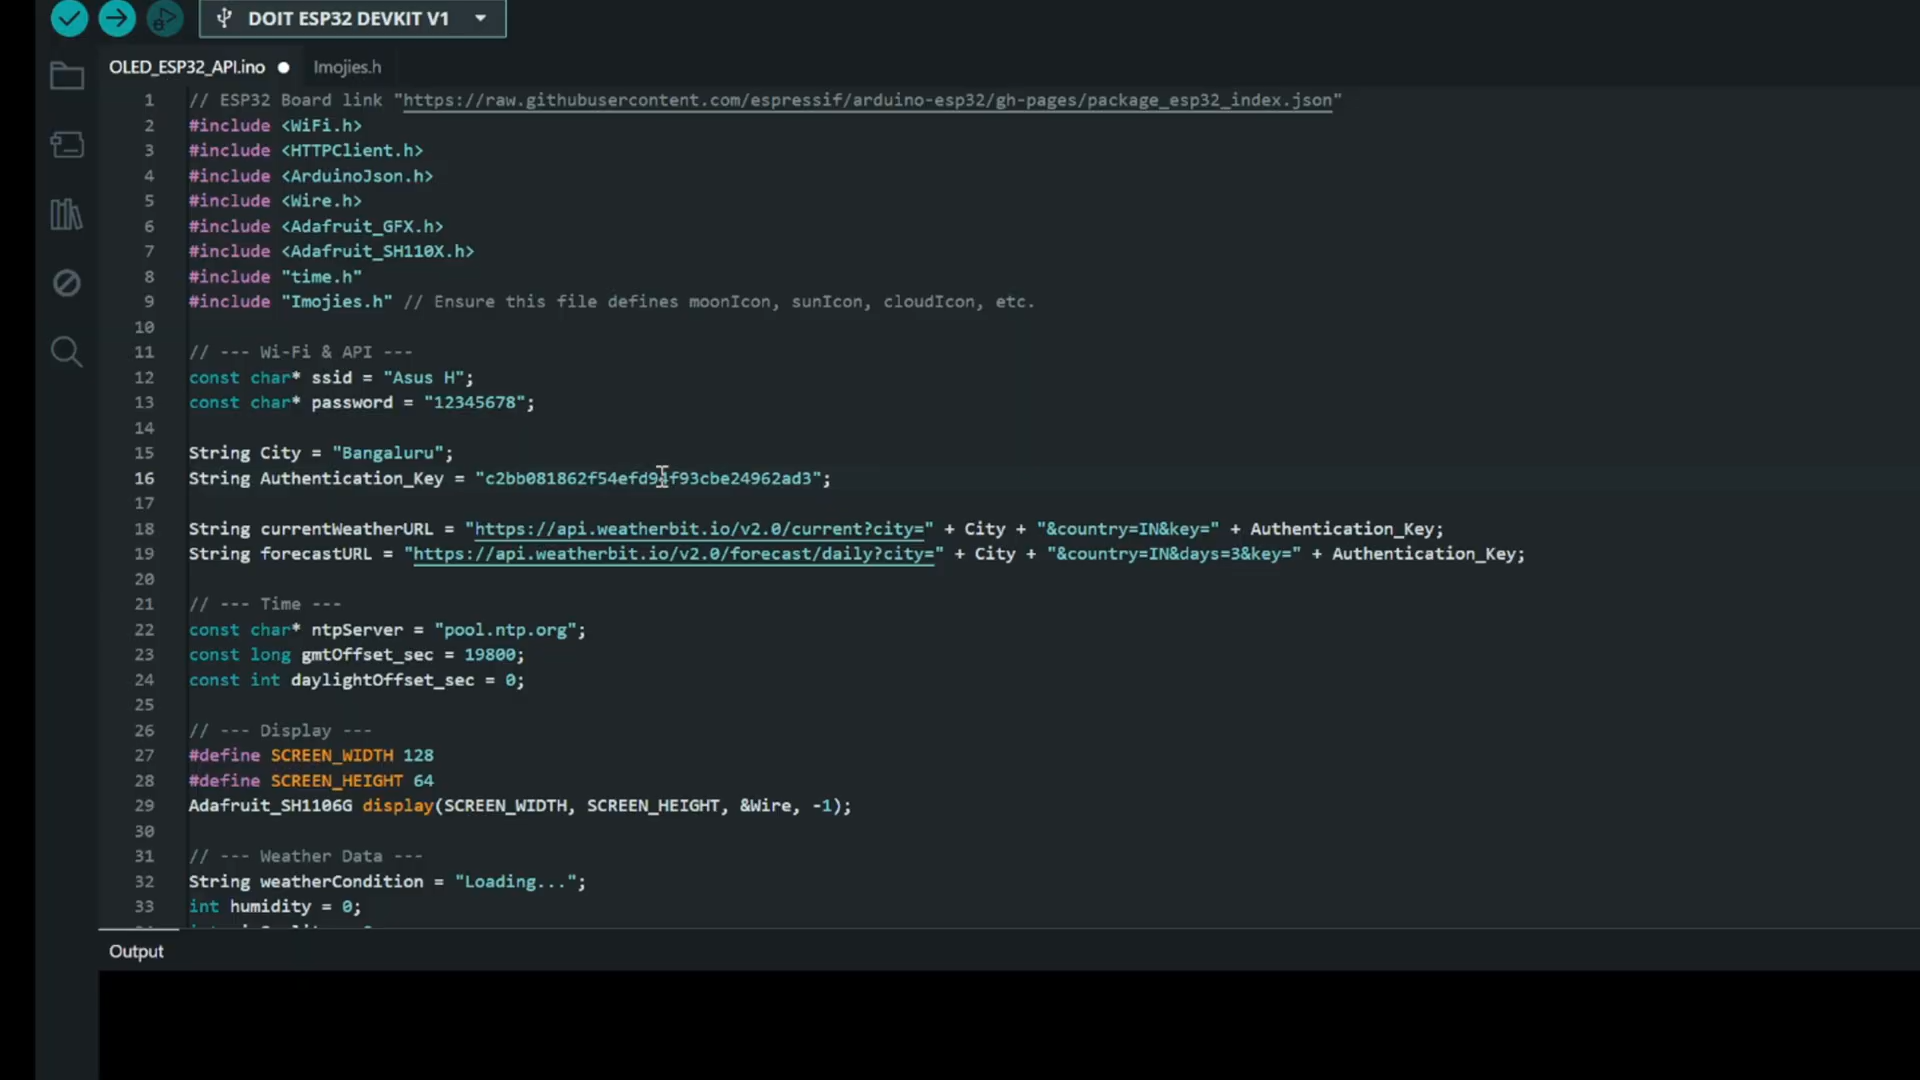 DOIT ESP32 DEVKIT V1
OLED_ESP32_API.ino
Imojies.h
1 // ESP32 Board link "https://raw.githubusercontent.com/espressif/arduino-esp32/gh-pages/package_esp32_index.json"
2 #include <WiFi.h>
3 #include <HTTPClient.h>
4 #include <ArduinoJson.h>
5 #include <Wire.h>
6 #include <Adafruit_GFX.h>
7 #include <Adafruit_SH110X.h>
8 #include "time.h"
9 #include "Imojies.h" // Ensure this file defines moonIcon, sunIcon, cloudIcon, etc.
10
11 // --- Wi-Fi & API ---
12 const char* ssid = "Asus H";
13 const char* password = "12345678";
14
15 String City = "Bangaluru";
16 String Authentication_Key =
17
18 String currentWeatherURL = "https://api.weatherbit.io/v2.0/current?city=" + City + "&country=IN&key=" + Authentication_Key;
19 String forecastURL = "https://api.weatherbit.io/v2.0/forecast/daily?city=" + City + "&country=IN&days=3&key=" + Authentication_Key;
20
21 // --- Time ---
22 const char* ntpServer = "pool.ntp.org";
23 const long gmtOffset_sec = 19800;
24 const int daylightOffset_sec = 0;
25
26 // --- Display ---
27 #define SCREEN_WIDTH 128
28 #define SCREEN_HEIGHT 64
29 Adafruit_SH1106G display(SCREEN_WIDTH, SCREEN_HEIGHT, &Wire, -1);
30
31 // --- Weather Data ---
32 String weatherCondition = "Loading...";
33 int humidity = 0;
Output